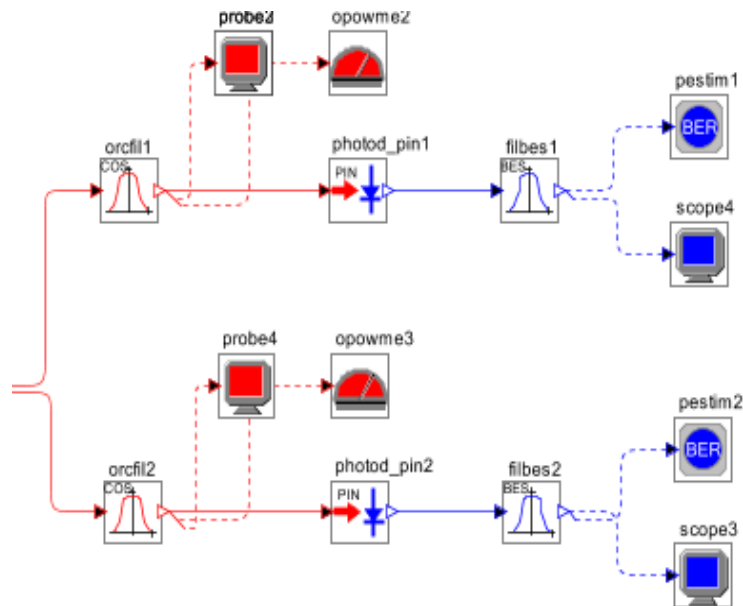 probe2
opowme2
pestim1
BER
orcfil1
COS
photod_pin1
PIN
filbes1
BES
scope4
probe4
opowme3
pestim2
BER
orcfil2
COS
photod_pin2
PIN
filbes2
BES
scope3